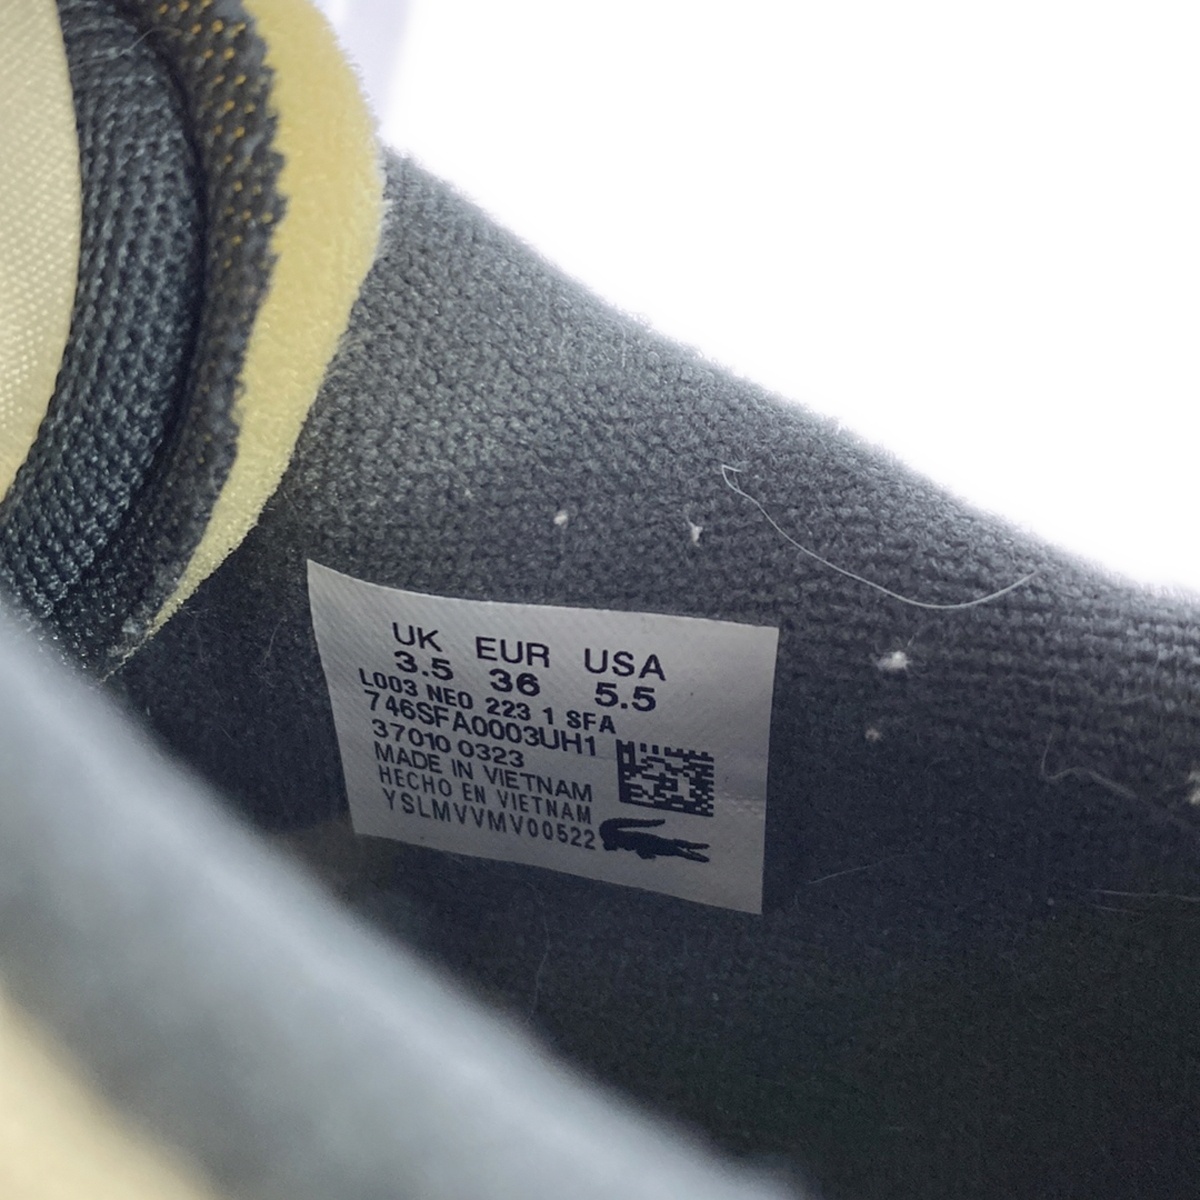 UK EUR USA
3.5 36 5.5
L003 NEO 223 1 SFA
746SFA0003UH1
37010 0323
MADE IN VIETNAM
HECHO EN VIETNAM
YSLMVVMV00522